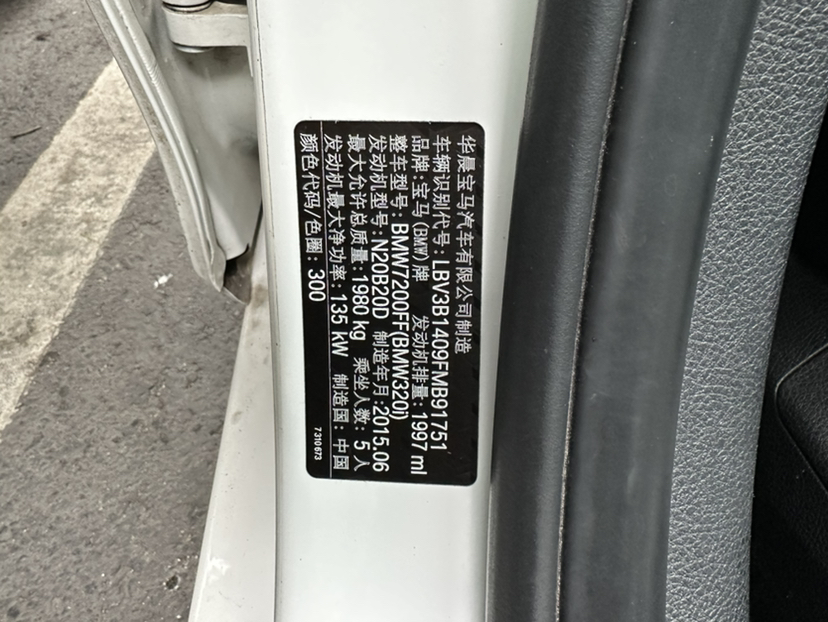 华晨宝马汽车有限公司制造
车辆识别代号: LBV3B1409FMB91751
品牌:宝马(BMW)牌 发动机排量: 1997 ml
整车型号: BMW7200FF(BMW320i)
发动机型号: N20B20D 制造年月:2015.06
最大允许总质量:1980 kg 乘坐人数: 5 人
发动机最大净功率:135 kW 制造国: 中国
颜色代码/色圈: 300 7310673